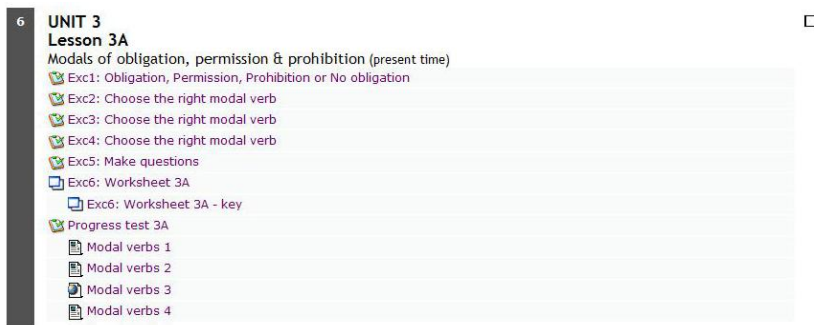 6
UNIT 3
Lesson 3A
Modals of obligation, permission & prohibition (present time)
Exc1: Obligation, Permission, Prohibition or No obligation
Exc2: Choose the right modal verb
Exc3: Choose the right modal verb
Exc4: Choose the right modal verb
Exc5: Make questions
Exc6: Worksheet 3A
Exc6: Worksheet 3A - key
Progress test 3A
Modal verbs 1
Modal verbs 2
Modal verbs 3
Modal verbs 4